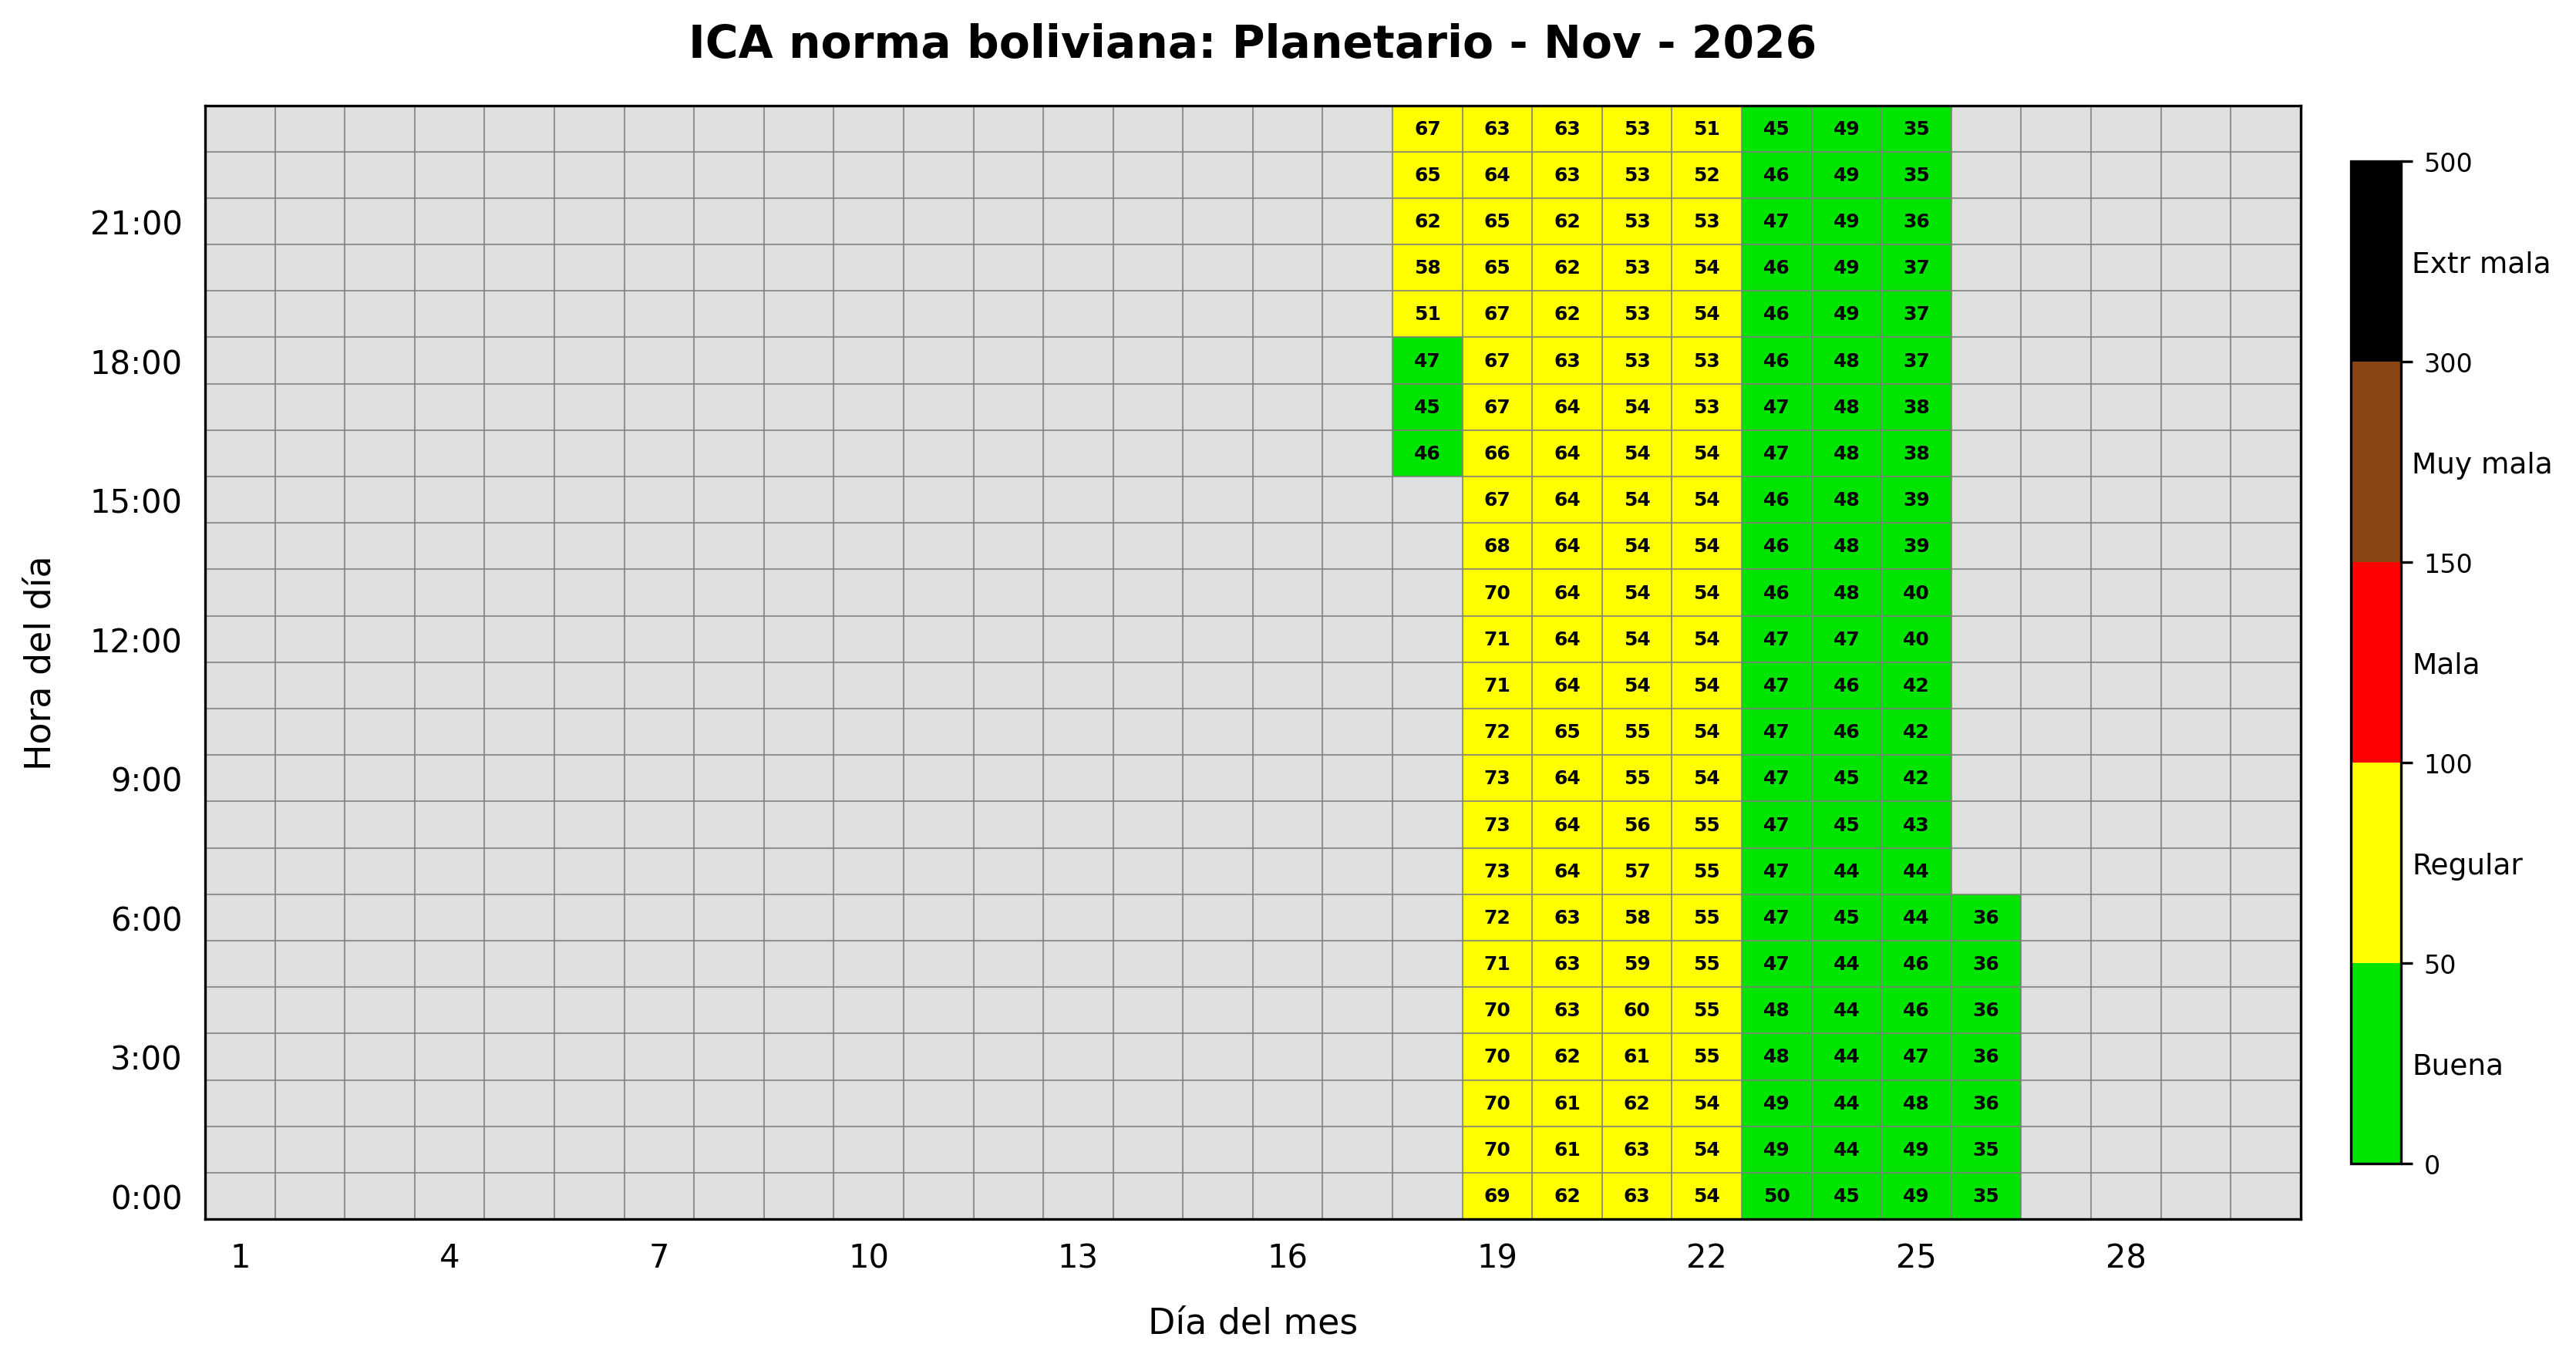 ICA norma boliviana: Planetario - Nov - 2026
67 63 63 53 51 45 49 35
500
65 64 63 53 52 46 49 35
21:00 62 65 62 53 53 47 49 36
Extr mala
58 65 62 53 54 46 49 37
51 67 62 53 54 46 49 37
18:00 47 67 63 53 53 46 48 37
300
45 67 64 54 53 47 48 38
46 66 64 54 54 47 48 38
Muy mala
15:00 67 64 54 54 46 48 39
68 64 54 54 46 48 39
150
70 64 54 54 46 48 40
12:00 71 64 54 54 47 47 40
Mala
71 64 54 54 47 46 42
72 65 55 54 47 46 42
100
9:00 73 64 55 54 47 45 42
73 64 56 55 47 45 43
73 64 57 55 47 44 44
Regular
6:00 72 63 58 55 47 45 44 36
71 63 59 55 47 44 46 36
50
70 63 60 55 48 44 46 36
3:00 70 62 61 55 48 44 47 36
Buena
70 61 62 54 49 44 48 36
70 61 63 54 49 44 49 35
0
0:00 69 62 63 54 50 45 49 35
Hora del día
1 4 7 10 13 16 19 22 25 28
Día del mes